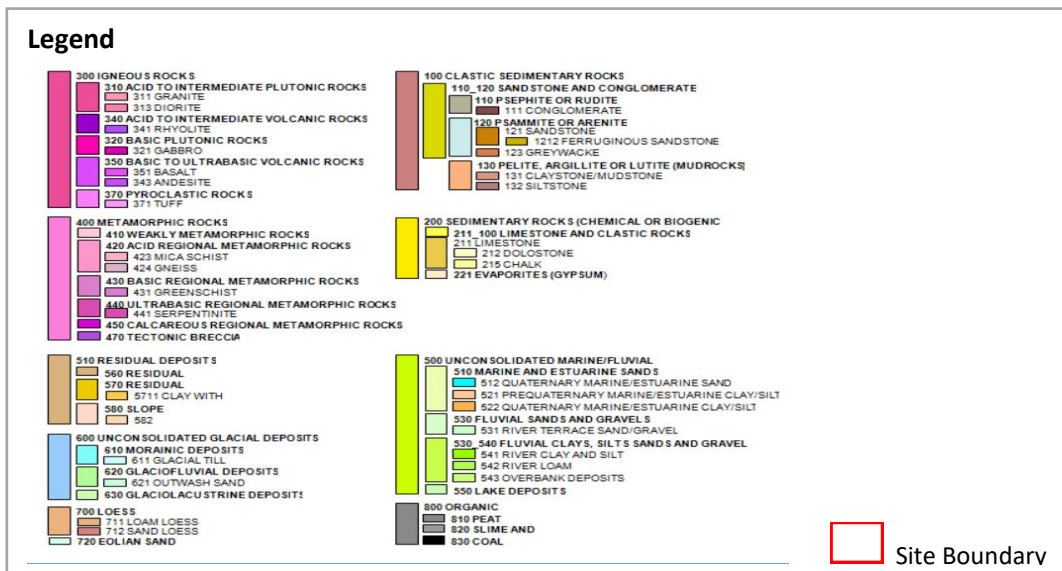 Legend
300 IGNEOUS ROCKS
310 ACID TO INTERMEDIATE PLUTONIC ROCKS
311 GRANITE
313 DIORITE
340 ACID TO INTERMEDIATE VOLCANIC ROCKS
341 RHYOLITE
320 BASIC PLUTONIC ROCKS
321 GABBRO
350 BASIC TO ULTRABASIC VOLCANIC ROCKS
351 BASALT
343 ANDESITE
370 PYROCLASTIC ROCKS
371 TUFF
400 METAMORPHIC ROCKS
410 WEAKLY METAMORPHIC ROCKS
420 ACID REGIONAL METAMORPHIC ROCKS
423 MICA SCHIST
424 GNEISS
430 BASIC REGIONAL METAMORPHIC ROCKS
431 GREENSCHIST
440 ULTRABASIC REGIONAL METAMORPHIC ROCKS
441 SERPENTINITE
450 CALCAREOUS REGIONAL METAMORPHIC ROCKS
470 TECTONIC BRECCIA
510 RESIDUAL DEPOSITS
560 RESIDUAL
570 RESIDUAL
5711 CLAY WITH
580 SLOPE
582
600 UNCONSOLIDATED GLACIAL DEPOSITS
610 MORAINIC DEPOSITS
611 GLACIAL TILL
620 GLACIOFLUVIAL DEPOSITS
621 OUTWASH SAND
630 GLACIOLACUSTRINE DEPOSITS
700 LOESS
711 LOAM LOESS
712 SAND LOESS
720 EOLIAN SAND
100 CLASTIC SEDIMENTARY ROCKS
110_120 SANDSTONE AND CONGLOMERATE
110 PSEPHITE OR RUDITE
111 CONGLOMERATE
120 PSAMMITE OR ARENITE
121 SANDSTONE
1212 FERRUGINOUS SANDSTONE
123 GREYWACKE
130 PELITE, ARGILLITE OR LUTITE (MUDROCKS)
131 CLAYSTONE/MUDSTONE
132 SILTSTONE
200 SEDIMENTARY ROCKS (CHEMICAL OR BIOGENIC
211_100 LIMESTONE AND CLASTIC ROCKS
211 LIMESTONE
212 DOLOSTONE
215 CHALK
221 EVAPORITES (GYPSUM)
500 UNCONSOLIDATED MARINE/FLUVIAL
510 MARINE AND ESTUARINE SANDS
512 QUATERNARY MARINE/ESTUARINE SAND
521 PREQUATERNARY MARINE/ESTUARINE CLAY/SILT
522 QUATERNARY MARINE/ESTUARINE CLAY/SILT
530 FLUVIAL SANDS AND GRAVELS
531 RIVER TERRACE SAND/GRAVEL
530_540 FLUVIAL CLAYS, SILTS SANDS AND GRAVEL
541 RIVER CLAY AND SILT
542 RIVER LOAM
543 OVERBANK DEPOSITS
550 LAKE DEPOSITS
800 ORGANIC
810 PEAT
820 SLIME AND
830 COAL
Site Boundary